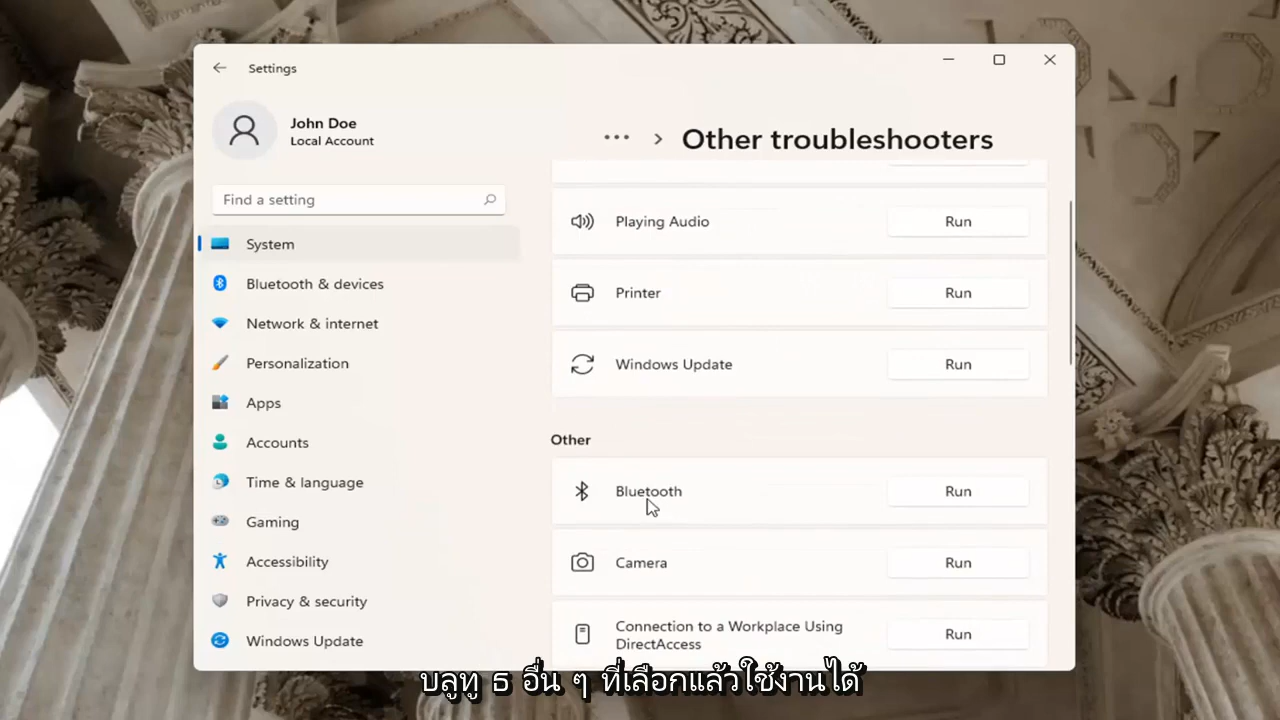 Settings
John Doe
Local Account
Find a setting
System
Bluetooth & devices
Network & internet
Personalization
Apps
Accounts
Time & language
Gaming
Accessibility
Privacy & security
Windows Update
... > Other troubleshooters
Playing Audio Run
Printer Run
Windows Update Run
Other
Bluetooth Run
Camera Run
Connection to a Workplace Using
DirectAccess Run
บลูทู ธ อื่น ๆ ที่เลือกแล้วใช้งานได้